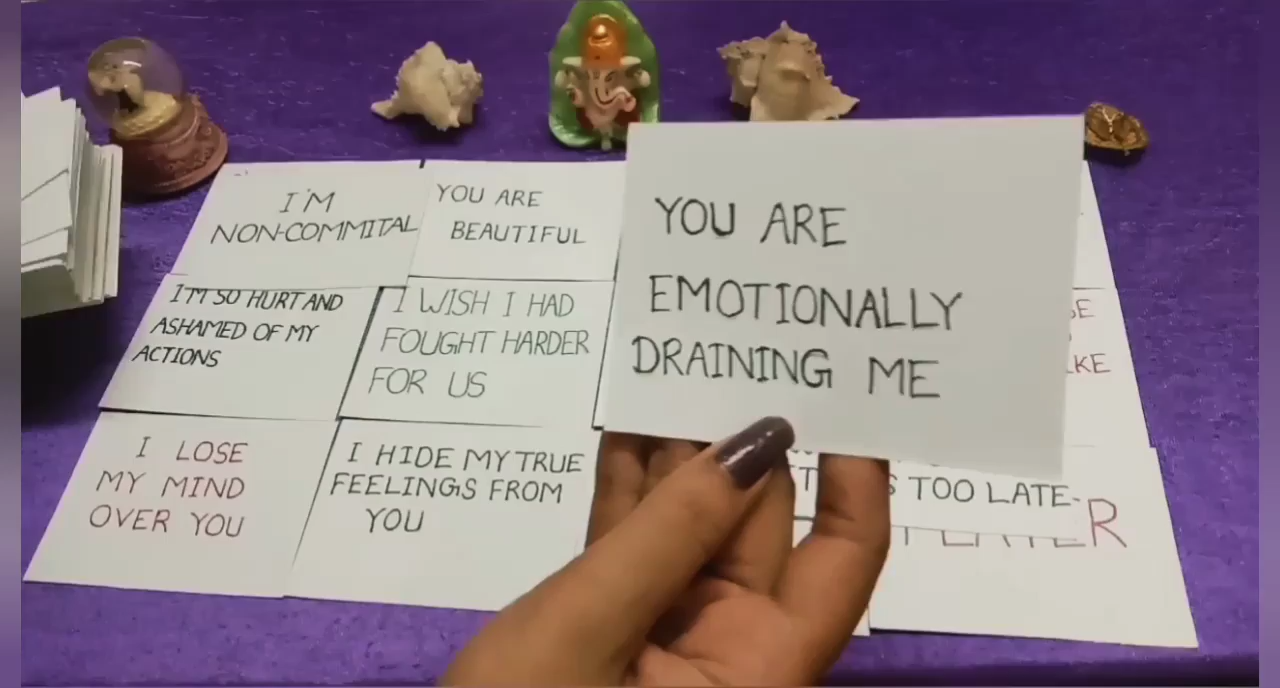 I'M
NON-COMMITAL
YOU ARE
BEAUTIFUL
YOU ARE
EMOTIONALLY
DRAINING ME
I'M SO HURT AND
ASHAMED OF MY
ACTIONS
I WISH I HAD
FOUGHT HARDER
FOR US
I LOSE
MY MIND
OVER YOU
I HIDE MY TRUE
FEELINGS FROM
YOU
TOO LATE-